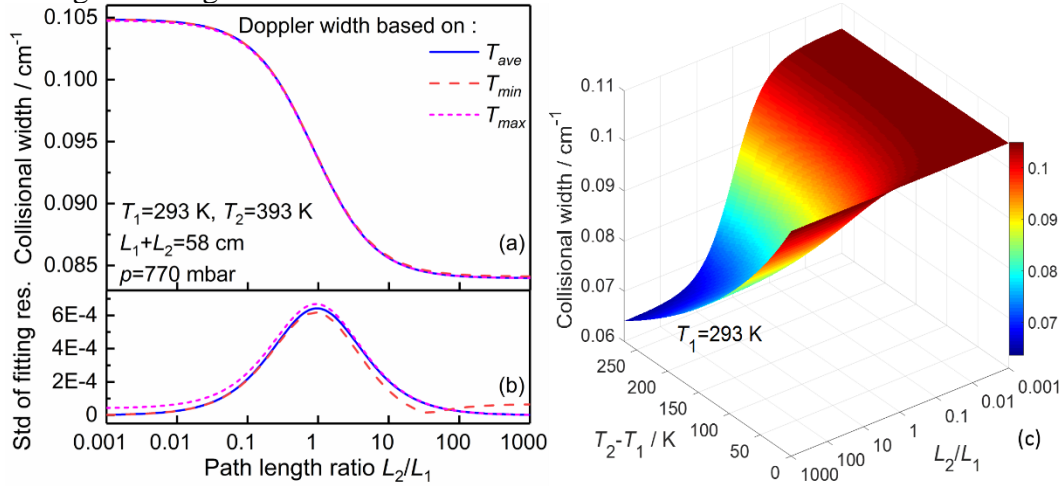 0.105
0.100
0.095
0.090
0.085
Collisional width / cm⁻¹
Doppler width based on :
T_ave
T_min
T_max
T₁=293 K, T₂=393 K
L₁+L₂=58 cm
p=770 mbar
(a)
Std of fitting res.
6E-4
4E-4
2E-4
0
(b)
0.001 0.01 0.1 1 10 100 1000
Path length ratio L₂/L₁
Collisional width / cm⁻¹
0.11
0.1
0.09
0.08
0.07
0.06
T₁=293 K
250
200
150
100
50
0
T₂-T₁ / K
1000
100
10
1
0.1
0.01
0.001
L₂/L₁
(c)
0.1
0.09
0.08
0.07